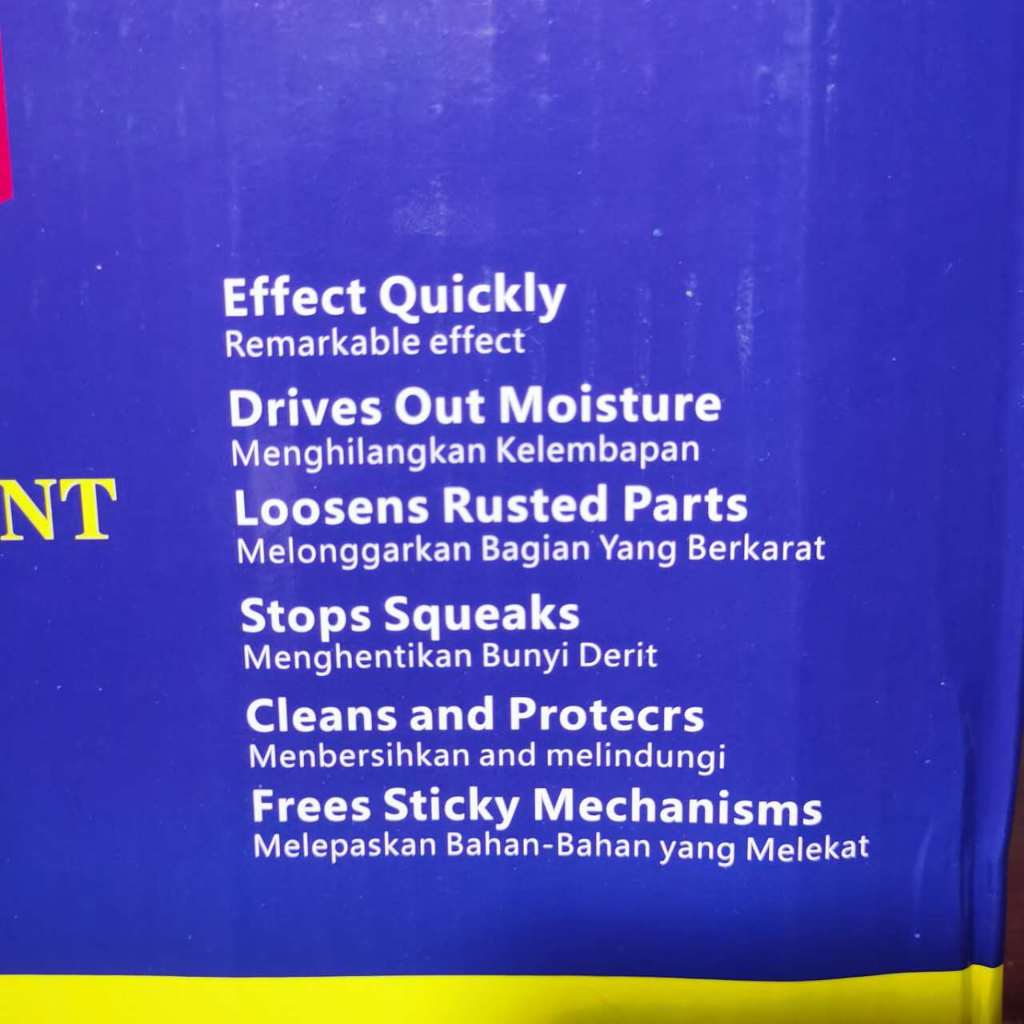 Effect Quickly
Remarkable effect
Drives Out Moisture
Menghilangkan Kelembapan
NT
Loosens Rusted Parts
Melonggarkan Bagian Yang Berkarat
Stops Squeaks
Menghentikan Bunyi Derit
Cleans and Protecrs
Menbersihkan and melindungi
Frees Sticky Mechanisms
Melepaskan Bahan-Bahan yang Melekat